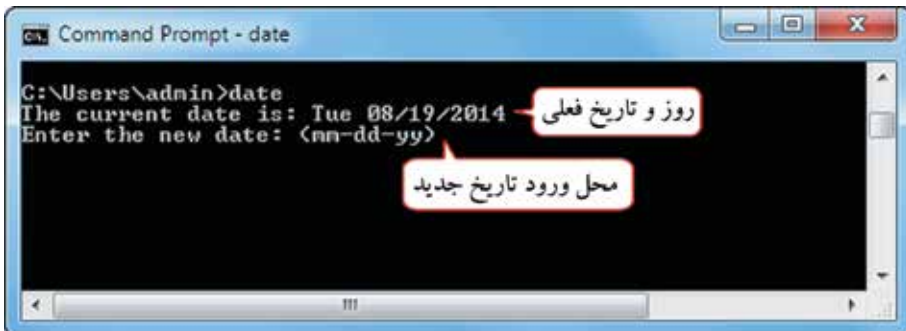 Command Prompt - date
C:\Users\admin>date
The current date is: Tue 08/19/2014
روز و تاریخ فعلی
Enter the new date: (mm-dd-yy)
محل ورود تاریخ جدید